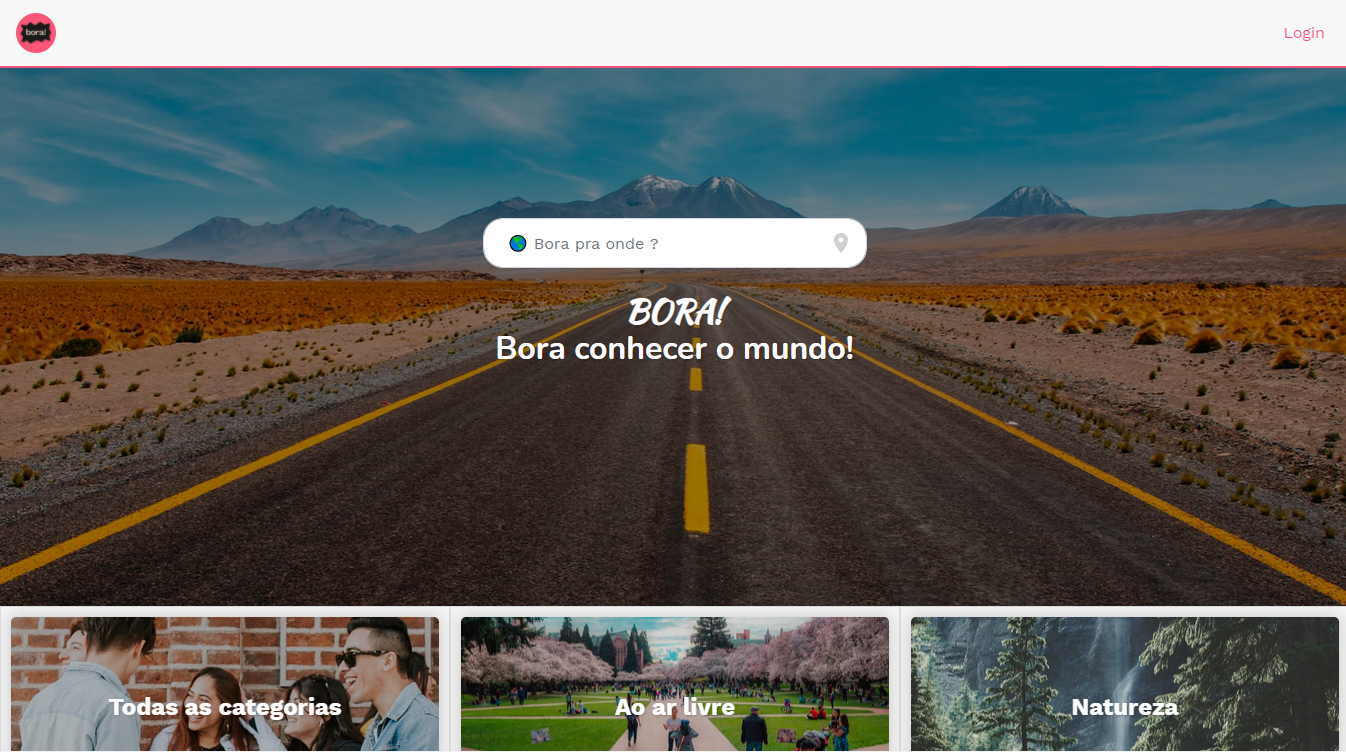 bora!
Login
Bora pra onde ?
BORA!
Bora conhecer o mundo!
Todas as categorias
Ao ar livre
Natureza